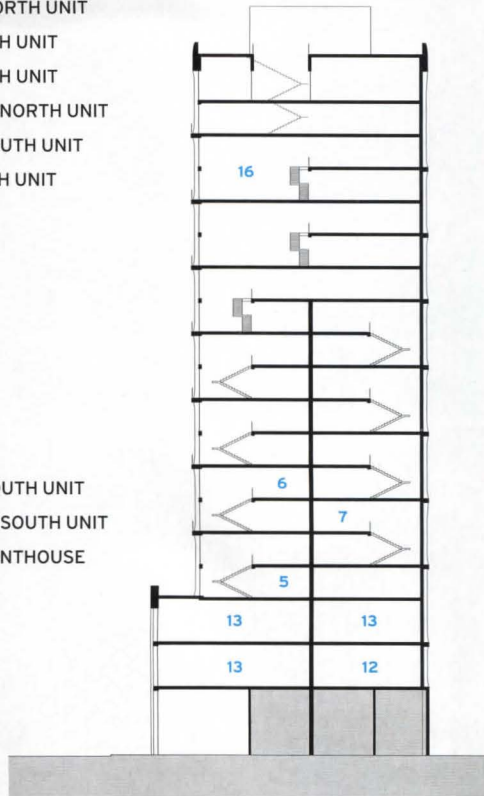 ORTH UNIT
H UNIT
H UNIT
NORTH UNIT
UTH UNIT
H UNIT
16
6
OUTH UNIT
7
SOUTH UNIT
NTHOUSE
5
13 13
13 12